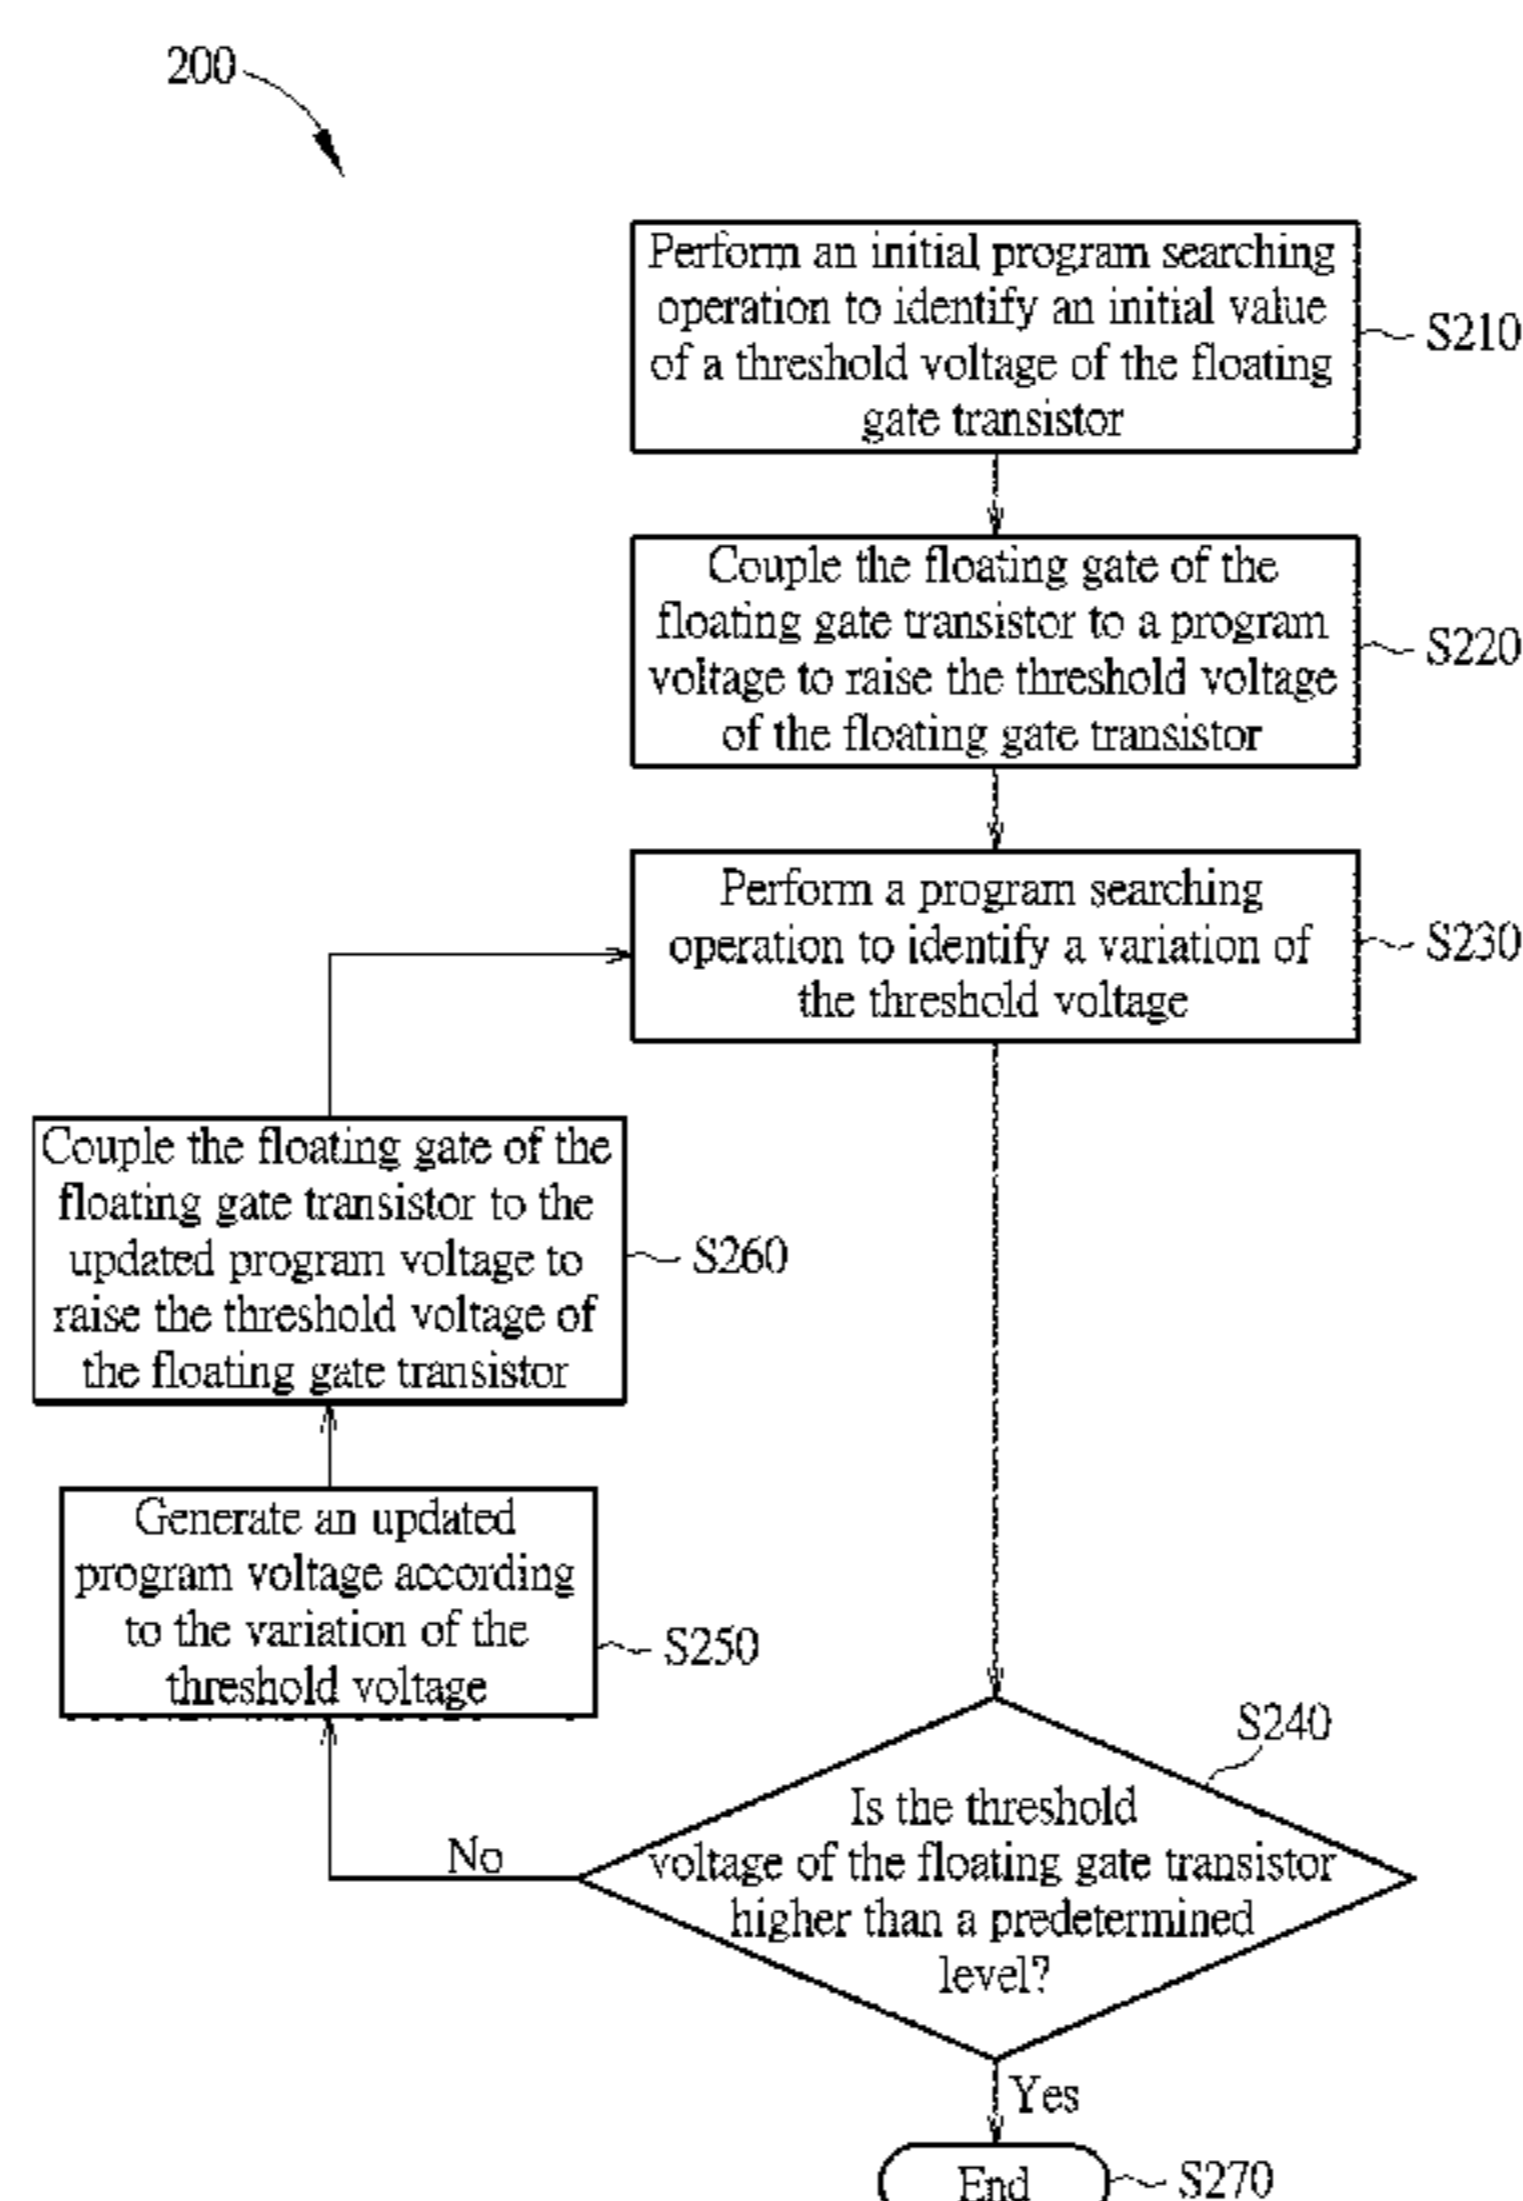 200
Perform an initial program searching
operation to identify an initial value
of a threshold voltage of the floating
gate transistor
S210
Couple the floating gate of the
floating gate transistor to a program
voltage to raise the threshold voltage
of the floating gate transistor
S220
Perform a program searching
operation to identify a variation of
the threshold voltage
S230
Couple the floating gate of the
floating gate transistor to the
updated program voltage to
raise the threshold voltage of
the floating gate transistor
S260
Generate an updated
program voltage according
to the variation of the
threshold voltage
S250
S240
Is the threshold
voltage of the floating gate transistor
higher than a predetermined
level?
No
Yes
End
S270